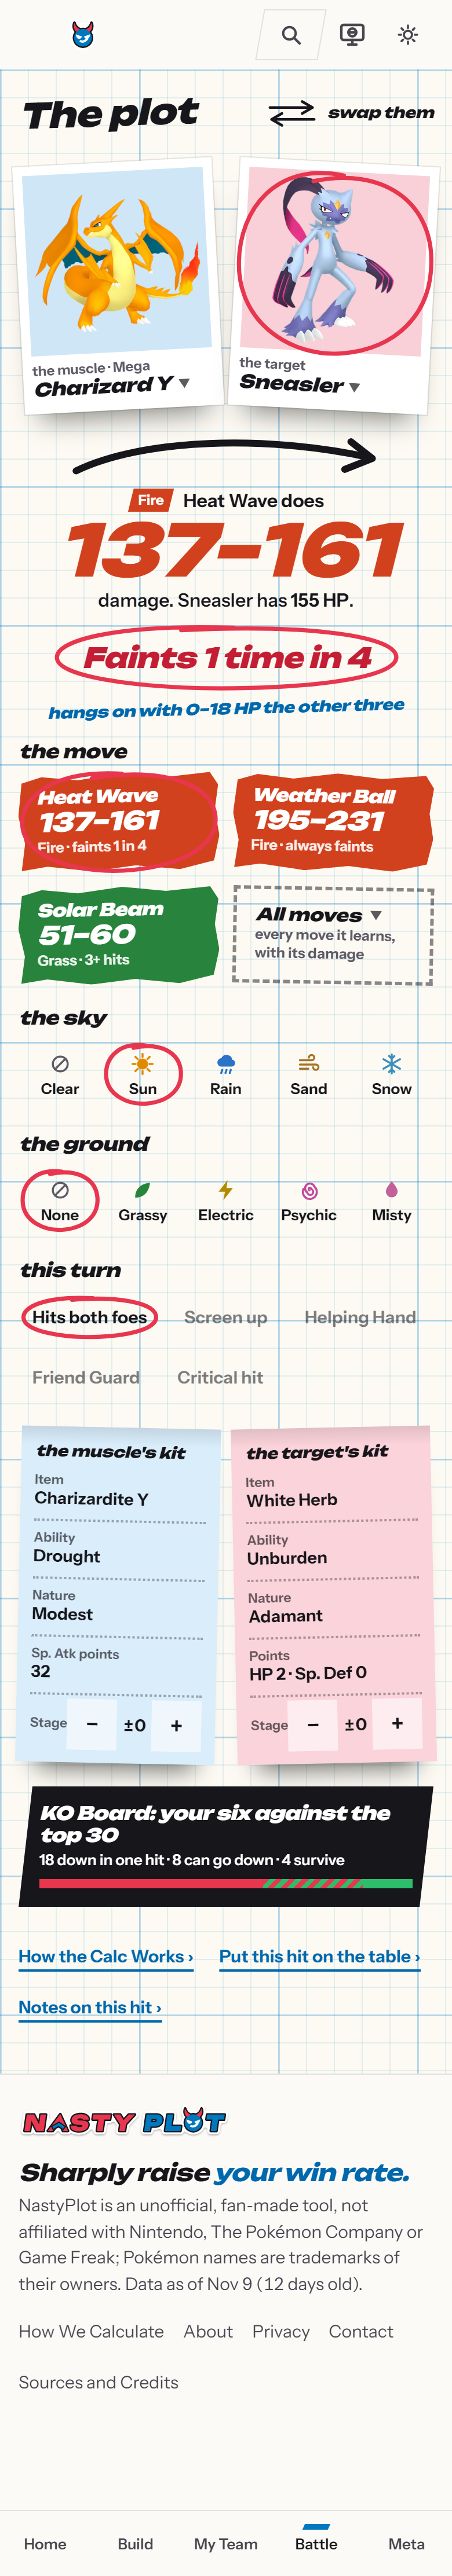 The plot
swap them
the muscle · Mega
Charizard Y ▼
the target
Sneasler ▼
Fire Heat Wave does
137–161
damage. Sneasler has 155 HP.
Faints 1 time in 4
hangs on with 0–18 HP the other three
the move
Heat Wave
137–161
Fire · faints 1 in 4
Weather Ball
195–231
Fire · always faints
Solar Beam
51–60
Grass · 3+ hits
All moves ▼
every move it learns,
with its damage
the sky
Clear Sun Rain Sand Snow
the ground
None Grassy Electric Psychic Misty
this turn
Hits both foes Screen up Helping Hand
Friend Guard Critical hit
the muscle's kit
Item
Charizardite Y
Ability
Drought
Nature
Modest
Sp. Atk points
32
Stage − ±0 +
the target's kit
Item
White Herb
Ability
Unburden
Nature
Adamant
Points
HP 2 · Sp. Def 0
Stage − ±0 +
KO Board: your six against the
top 30
18 down in one hit · 8 can go down · 4 survive
How the Calc Works › Put this hit on the table ›
Notes on this hit ›
NASTY PLOT
Sharply raise your win rate.
NastyPlot is an unofficial, fan-made tool, not
affiliated with Nintendo, The Pokémon Company or
Game Freak; Pokémon names are trademarks of
their owners. Data as of Nov 9 (12 days old).
How We Calculate About Privacy Contact
Sources and Credits
Home Build My Team Battle Meta